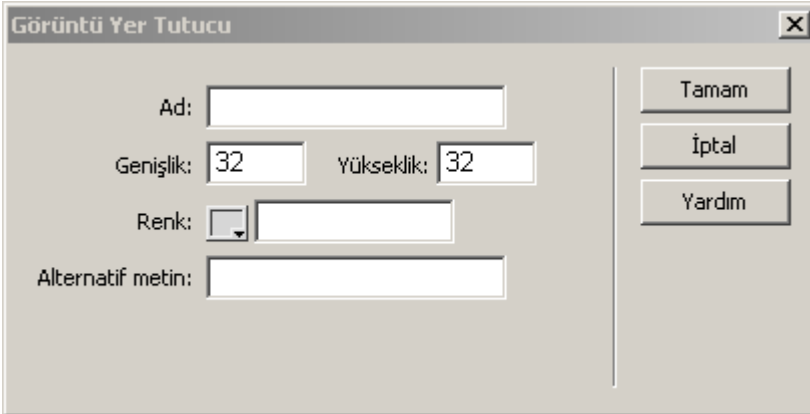 Görüntü Yer Tutucu
Ad:
Genişlik: 32 Yükseklik: 32
Renk:
Alternatif metin:
Tamam
İptal
Yardım